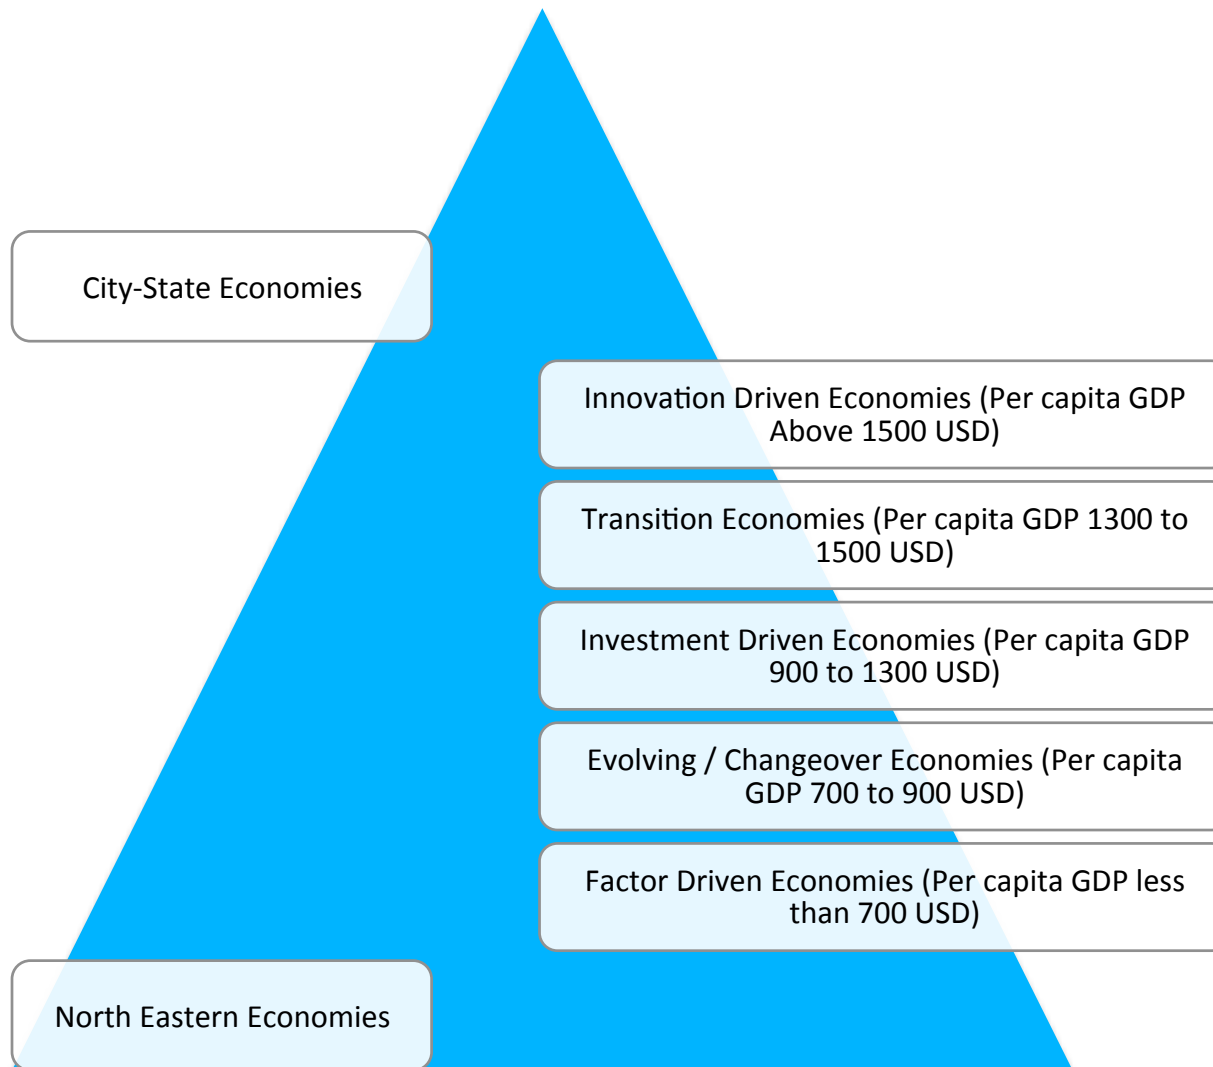 City-State Economies
Innovation Driven Economies (Per capita GDP
Above 1500 USD)
Transition Economies (Per capita GDP 1300 to
1500 USD)
Investment Driven Economies (Per capita GDP
900 to 1300 USD)
Evolving / Changeover Economies (Per capita
GDP 700 to 900 USD)
Factor Driven Economies (Per capita GDP less
than 700 USD)
North Eastern Economies